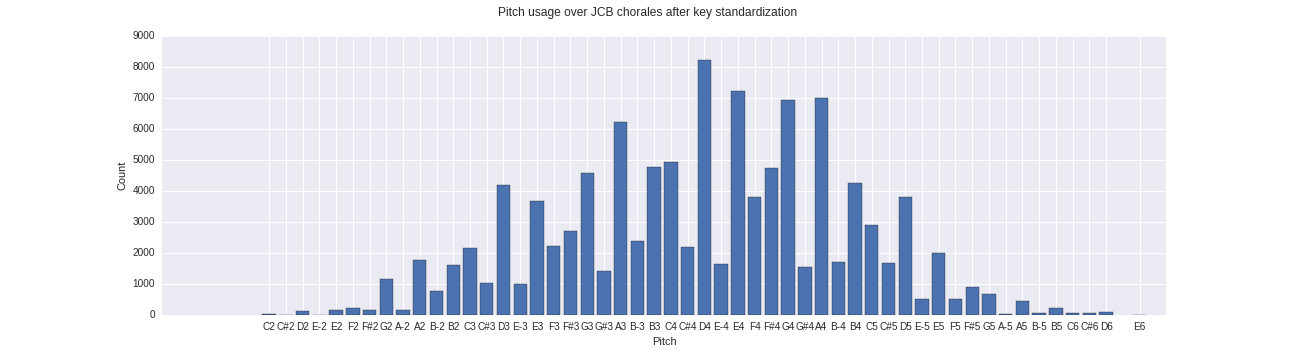 Pitch usage over JCB chorales after key standardization
9000
8000
7000
6000
5000
4000
3000
2000
1000
0
Count
C2 C#2 D2 E-2 E2 F2 F#2 G2 A-2 A2 B-2 B2 C3 C#3 D3 E-3 E3 F3 F#3 G3 G#3 A3 B-3 B3 C4 C#4 D4 E-4 E4 F4 F#4 G4 G#4 A4 B-4 B4 C5 C#5 D5 E-5 E5 F5 F#5 G5 A-5 A5 B-5 B5 C6 C#6 D6 E6
Pitch